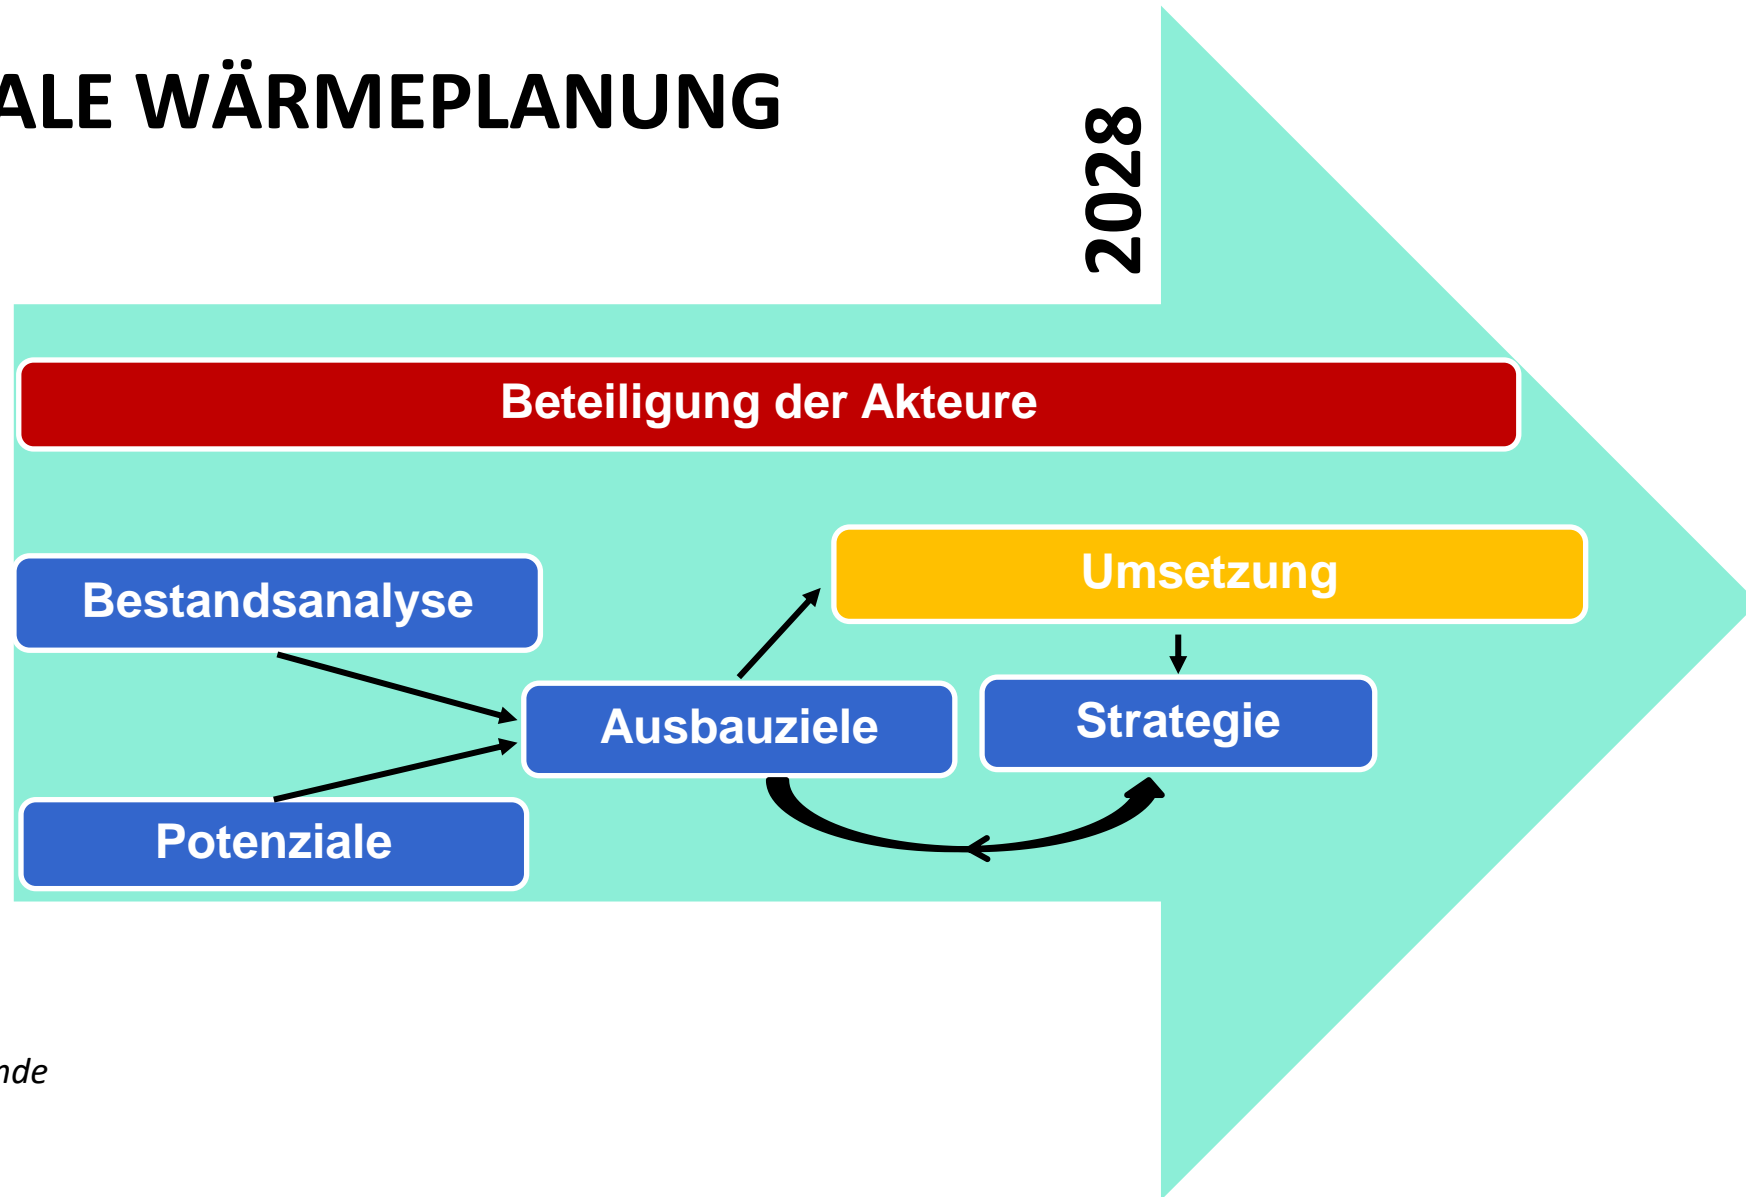 ALE WÄRMEPLANUNG
2028
Beteiligung der Akteure
Umsetzung
Bestandsanalyse
Strategie
Ausbauziele
Potenziale
nde